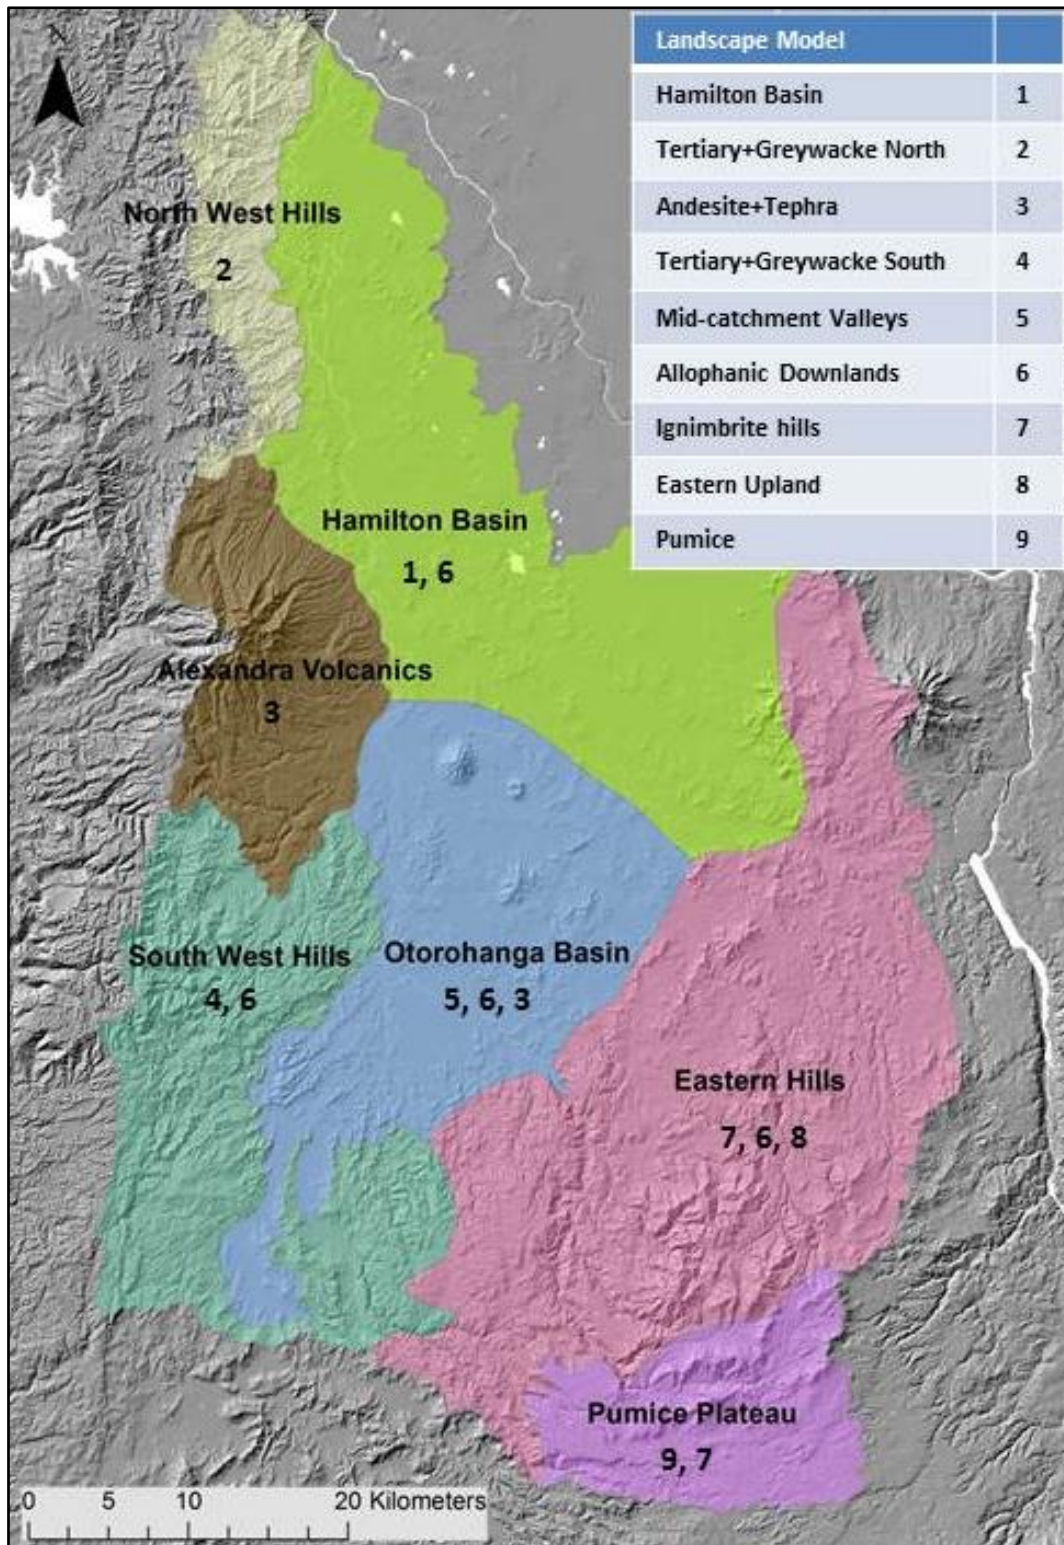 Landscape Model
Hamilton Basin 1
Tertiary+Greywacke North 2
Andesite+Tephra 3
Tertiary+Greywacke South 4
Mid-catchment Valleys 5
Allophanic Downlands 6
Ignimbrite hills 7
Eastern Upland 8
Pumice 9
North West Hills
2
Hamilton Basin
1, 6
Alexandra Volcanics
3
South West Hills
4, 6
Otorohanga Basin
5, 6, 3
Eastern Hills
7, 6, 8
Pumice Plateau
9, 7
0 5 10 20 Kilometers